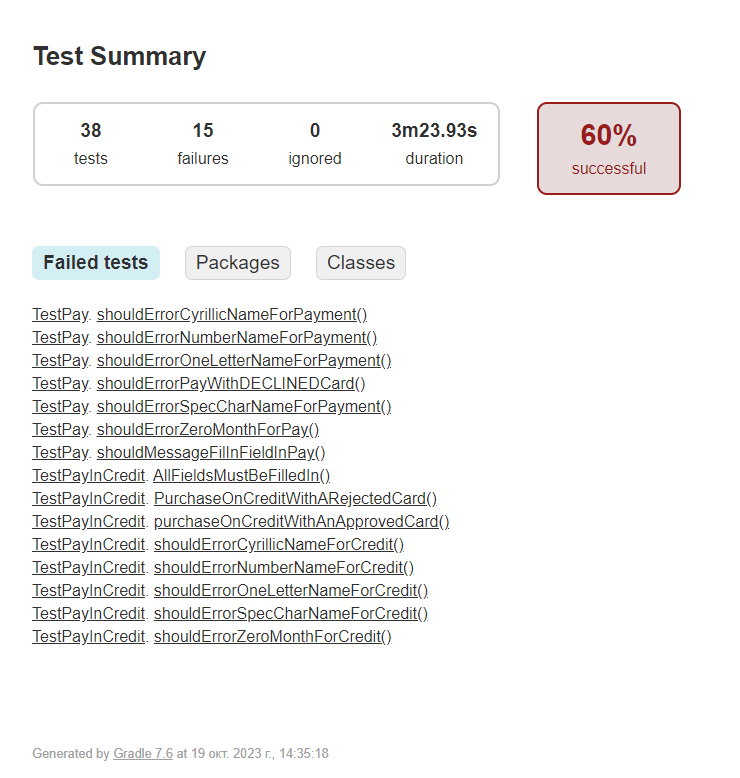 Test Summary
38 15 0 3m23.93s
tests failures ignored duration
60%
successful
Failed tests Packages Classes
TestPay. shouldErrorCyrillicNameForPayment()
TestPay. shouldErrorNumberNameForPayment()
TestPay. shouldErrorOneLetterNameForPayment()
TestPay. shouldErrorPayWithDECLINEDCard()
TestPay. shouldErrorSpecCharNameForPayment()
TestPay. shouldErrorZeroMonthForPay()
TestPay. shouldMessageFillInFieldInPay()
TestPayInCredit. AllFieldsMustBeFilledIn()
TestPayInCredit. PurchaseOnCreditWithARejectedCard()
TestPayInCredit. purchaseOnCreditWithAnApprovedCard()
TestPayInCredit. shouldErrorCyrillicNameForCredit()
TestPayInCredit. shouldErrorNumberNameForCredit()
TestPayInCredit. shouldErrorOneLetterNameForCredit()
TestPayInCredit. shouldErrorSpecCharNameForCredit()
TestPayInCredit. shouldErrorZeroMonthForCredit()
Generated by Gradle 7.6 at 19 окт. 2023 г., 14:35:18